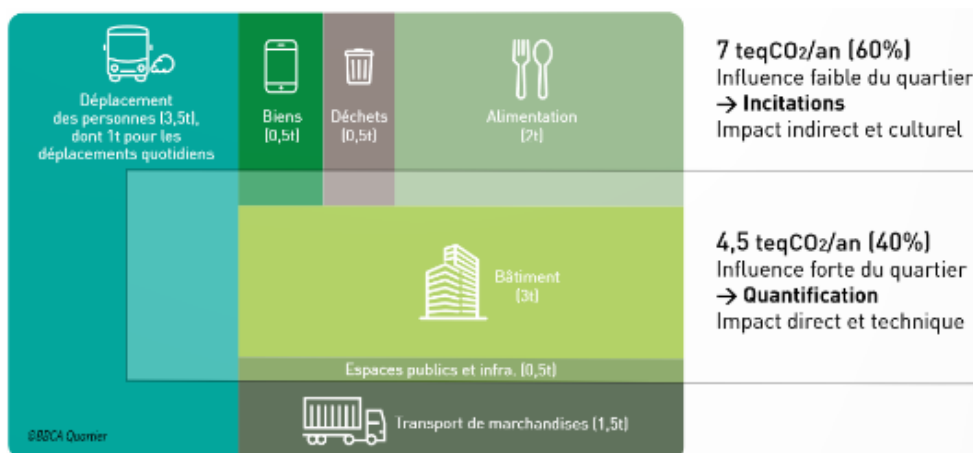 Déplacement
des personnes (3,5t),
dont 1t pour les
déplacements quotidiens
Biens
(0,5t)
Déchets
(0,5t)
Alimentation
(2t)
7 teqCO2/an (60%)
Influence faible du quartier
→ Incitations
Impact indirect et culturel
Bâtiment
(3t)
4,5 teqCO2/an (40%)
Influence forte du quartier
→ Quantification
Impact direct et technique
Espaces publics et infra. (0,5t)
Transport de marchandises (1,5t)
©BBCA Quartier